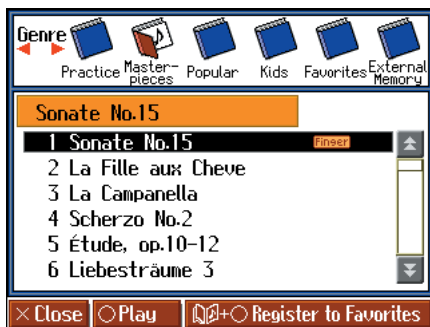 Genre
Practice Master-pieces Popular Kids Favorites External Memory
Sonate No.15
1 Sonate No.15 Finger
2 La Fille aux Cheve
3 La Campanella
4 Scherzo No.2
5 Étude, op.10-12
6 Liebesträume 3
× Close ○ Play + ○ Register to Favorites